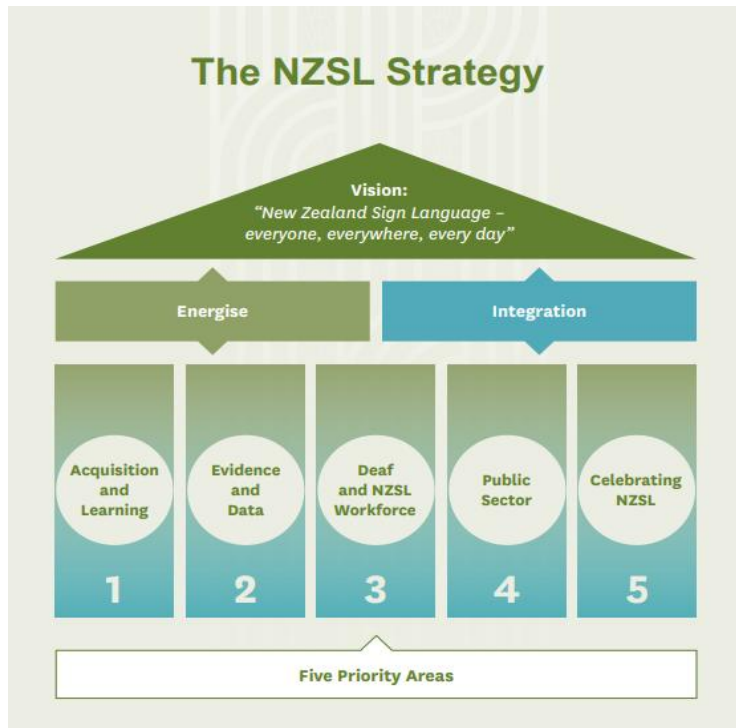 The NZSL Strategy
Vision:
“New Zealand Sign Language –
everyone, everywhere, every day”
Energise
Integration
Acquisition
and
Learning
1
Evidence
and
Data
2
Deaf
and NZSL
Workforce
3
Public
Sector
4
Celebrating
NZSL
5
Five Priority Areas